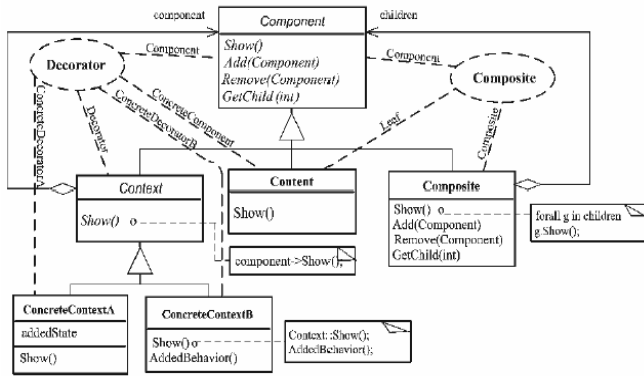 component
Component
children
Show()
Add(Component)
Remove(Component)
GetChild(int)
Decorator
Component
Component
Composite
ConcreteDecoratorA
Decorator
ConcreteDecoratorB
ConcreteComponent
Leaf
Composite
Context
Show()
Content
Show()
Composite
Show()
Add(Component)
Remove(Component)
GetChild(int)
forall g in children
g.Show();
component->Show();
ConcreteContextA
addedState
Show()
ConcreteContextB
Show()
AddedBehavior()
Context::Show();
AddedBehavior();